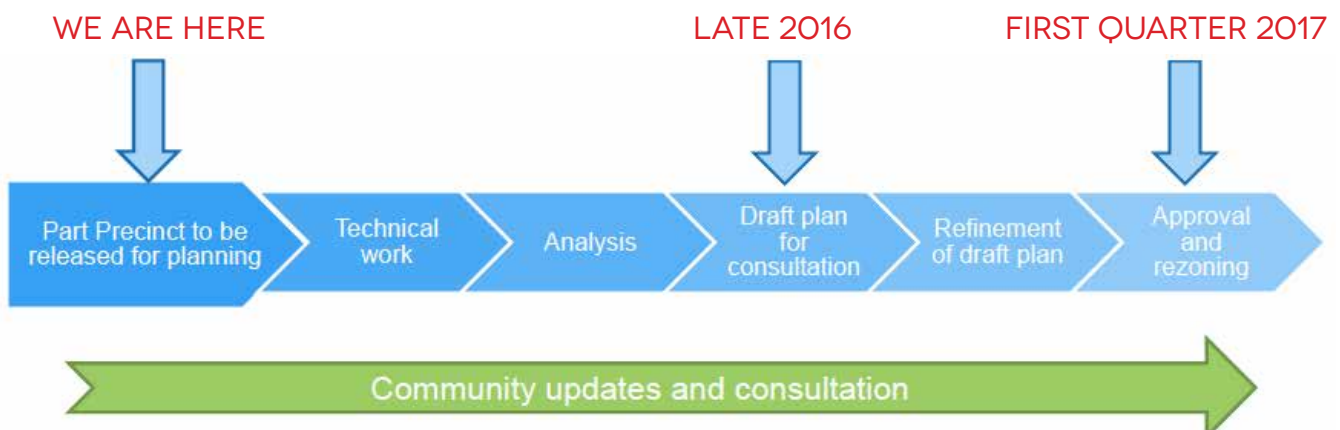 WE ARE HERE
LATE 2016
FIRST QUARTER 2017
Part Precinct to be
released for planning
Technical
work
Analysis
Draft plan
for
consultation
Refinement
of draft plan
Approval
and
rezoning
Community updates and consultation